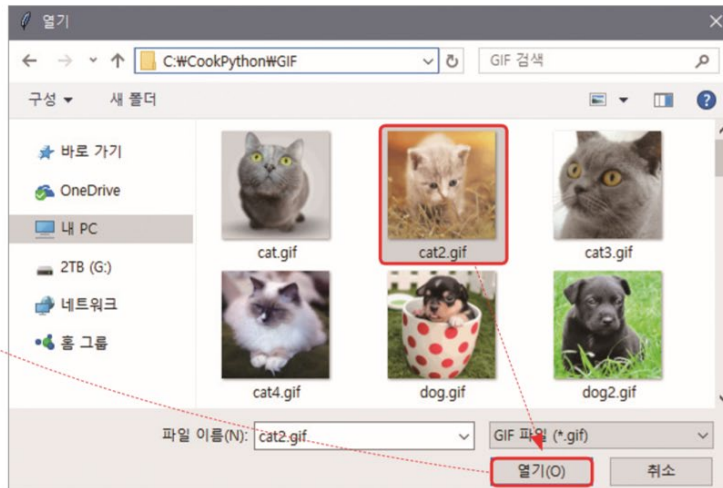 열기
C:₩CookPython₩GIF
GIF 검색
구성
새 폴더
바로 가기
OneDrive
내 PC
2TB (G:)
네트워크
홈 그룹
cat.gif
cat2.gif
cat3.gif
cat4.gif
dog.gif
dog2.gif
파일 이름(N): cat2.gif
GIF 파일 (*.gif)
열기(O)
취소